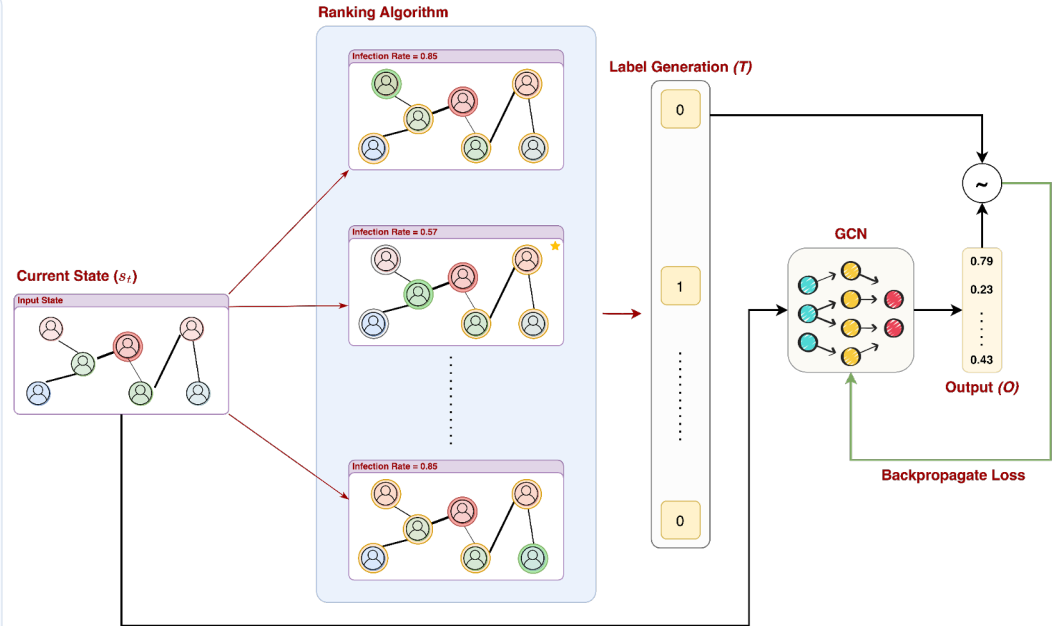 Ranking Algorithm
Infection Rate = 0.85
Label Generation (T)
0
Infection Rate = 0.57
1
~
GCN
0.79
0.23
0.43
Output (O)
Current State (sₜ)
Input State
Infection Rate = 0.85
0
Backpropagate Loss